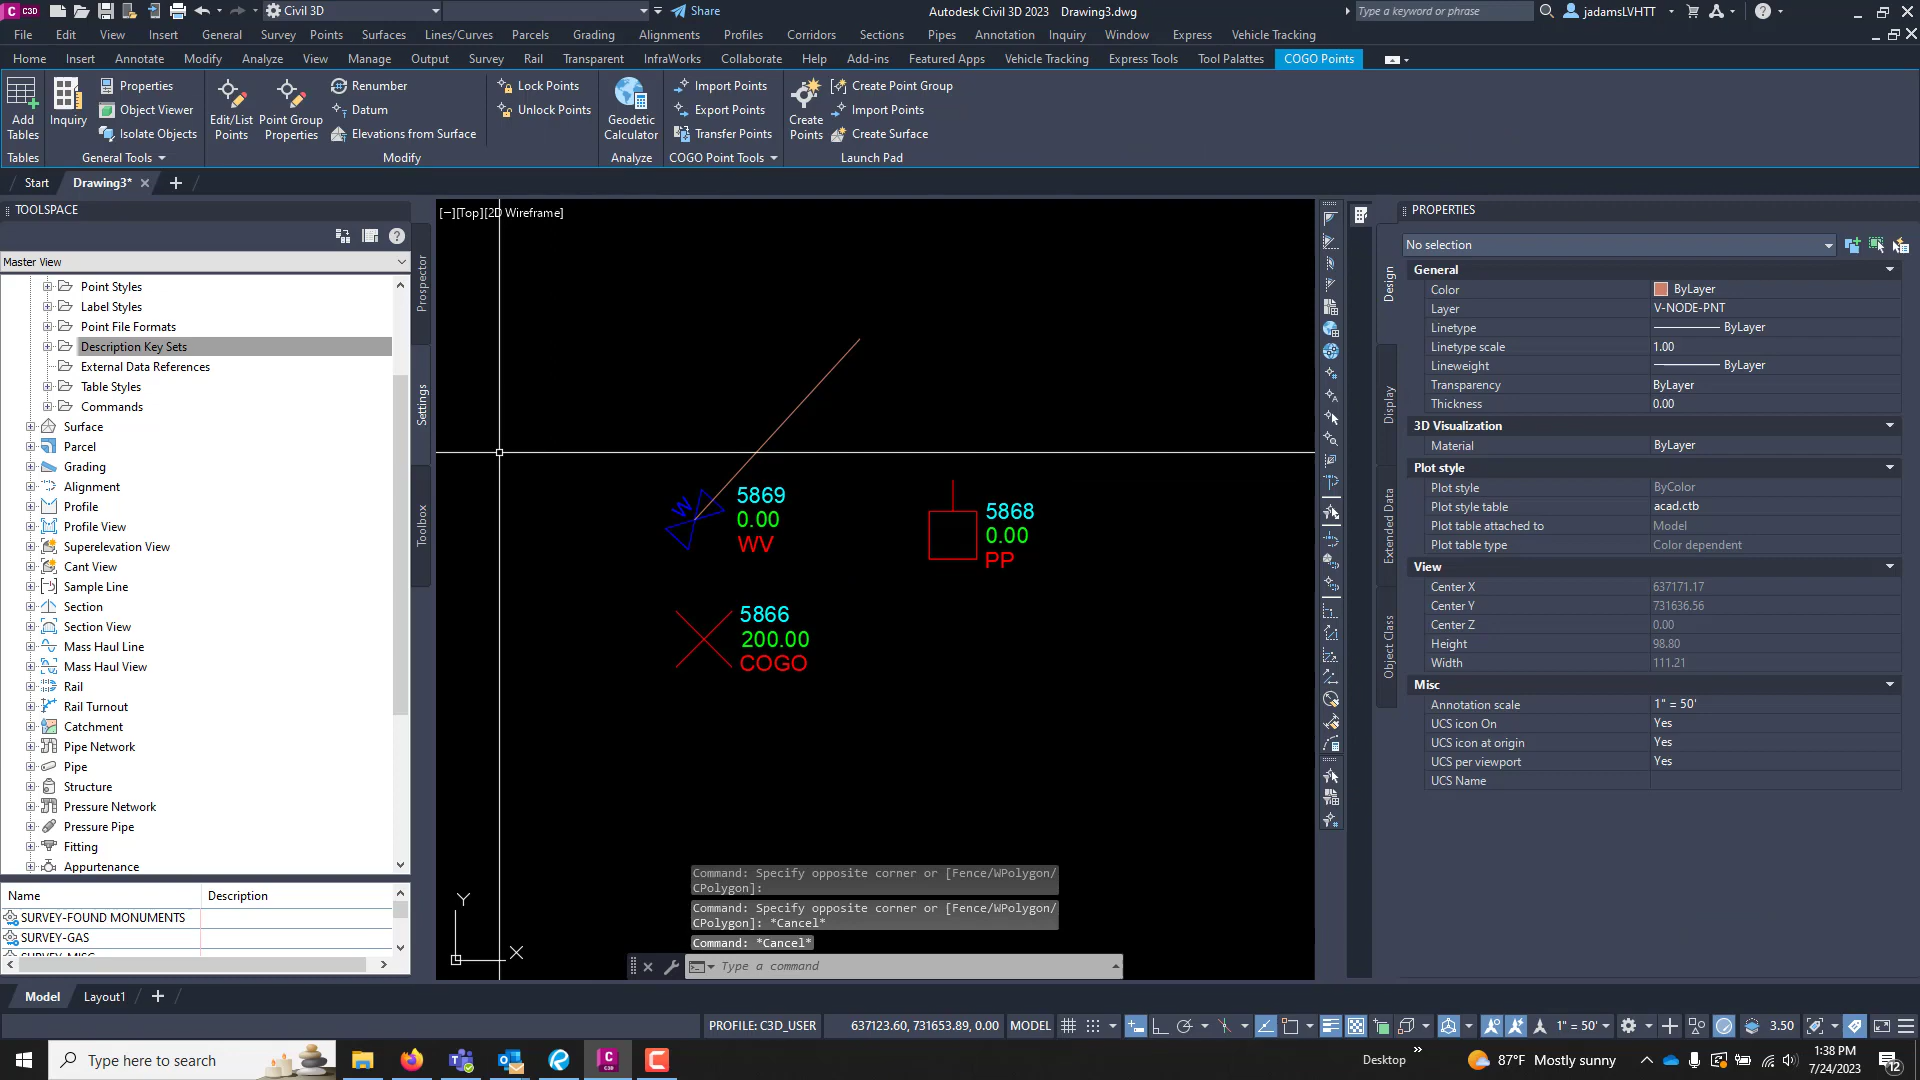 C C3D Civil 3D Share Autodesk Civil 3D 2023 Drawing3.dwg Type a keyword or phrase jadamsLVHTT
File Edit View Insert General Survey Points Surfaces Lines/Curves Parcels Grading Alignments Profiles Corridors Sections Pipes Annotation Inquiry Window Express Vehicle Tracking
Home Insert Annotate Modify Analyze View Manage Output Survey Rail Transparent InfraWorks Collaborate Help Add-ins Featured Apps Vehicle Tracking Express Tools Tool Palettes COGO Points
Add Tables
Inquiry
Properties
Object Viewer
Isolate Objects
Edit/List Points
Point Group Properties
Renumber
Datum
Elevations from Surface
Lock Points
Unlock Points
Geodetic Calculator
Import Points
Export Points
Transfer Points
Create Points
Create Point Group
Import Points
Create Surface
Tables General Tools Modify Analyze COGO Point Tools Launch Pad
Start Drawing3*
TOOLSPACE
Master View
Point Styles
Label Styles
Point File Formats
Description Key Sets
External Data References
Table Styles
Commands
Surface
Parcel
Grading
Alignment
Profile
Profile View
Superelevation View
Cant View
Sample Line
Section
Section View
Mass Haul Line
Mass Haul View
Rail
Rail Turnout
Catchment
Pipe Network
Pipe
Structure
Pressure Network
Pressure Pipe
Fitting
Appurtenance
Name Description
SURVEY-FOUND MONUMENTS
SURVEY-GAS
Prospector
Settings
Toolbox
[−][Top][2D Wireframe]
W
5869
0.00
WV
5868
0.00
PP
5866
200.00
COGO
Y
X
Command: Specify opposite corner or [Fence/WPolygon/
CPolygon]:
Command: Specify opposite corner or [Fence/WPolygon/
CPolygon]: *Cancel*
Command: *Cancel*
Type a command
PROPERTIES
No selection
Design
Display
Extended Data
Object Class
General
Color ByLayer
Layer V-NODE-PNT
Linetype ByLayer
Linetype scale 1.00
Lineweight ByLayer
Transparency ByLayer
Thickness 0.00
3D Visualization
Material ByLayer
Plot style
Plot style ByColor
Plot style table acad.ctb
Plot table attached to Model
Plot table type Color dependent
View
Center X 637171.17
Center Y 731636.56
Center Z 0.00
Height 98.80
Width 111.21
Misc
Annotation scale 1" = 50'
UCS icon On Yes
UCS icon at origin Yes
UCS per viewport Yes
UCS Name
Model Layout1
PROFILE: C3D_USER 637123.60, 731653.89, 0.00 MODEL 1" = 50' 3.50
Type here to search Desktop 87°F Mostly sunny 1:38 PM
7/24/2023 12